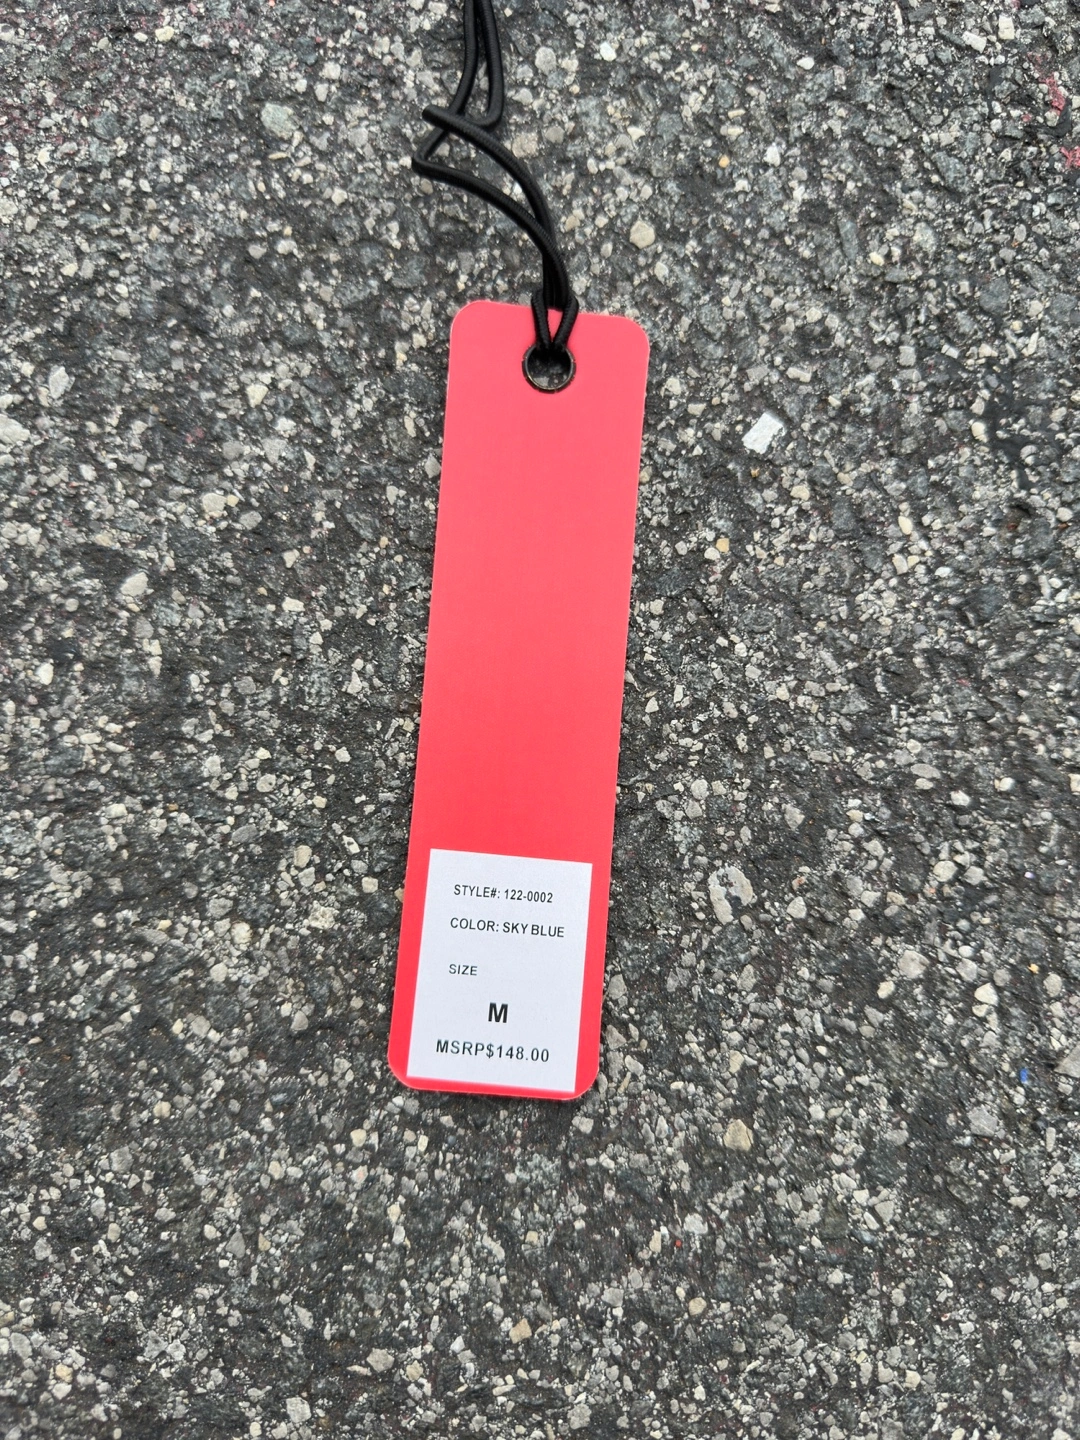 STYLE#: 122-0002
COLOR: SKY BLUE
SIZE
M
MSRP$148.00